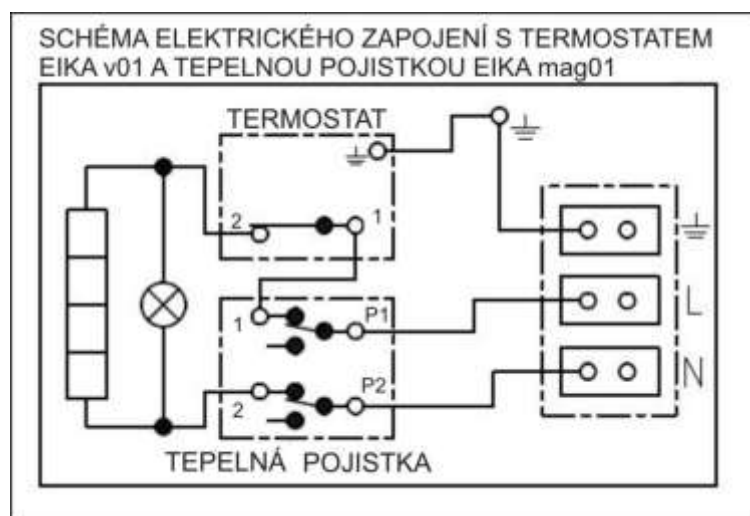 SCHÉMA ELEKTRICKÉHO ZAPOJENÍ S TERMOSTATEM
EIKA v01 A TEPELNOU POJISTKOU EIKA mag01
TERMOSTAT
2
1
1
P1
L
2
P2
N
TEPELNÁ POJISTKA